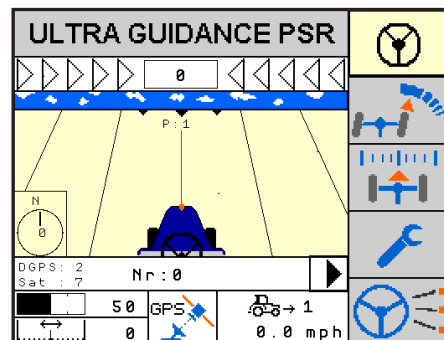 ULTRA GUIDANCE PSR
0
P:1
N
0
DGPS: 2
Sat : 7
Nr:0
50
GPS
1
0
0.0 mph